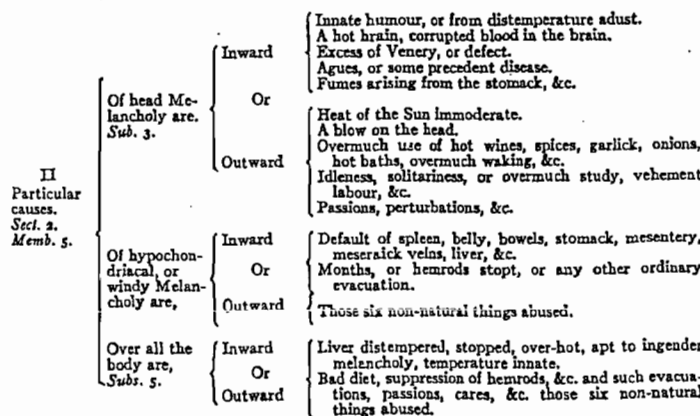 II
Particular
causes.
Sect. 2.
Memb. 5.
Of head Me-
lancholy are.
Sub. 3.
Inward
Or
Outward
Innate humour, or from distemperature adust.
A hot brain, corrupted blood in the brain.
Excess of Venery, or defect.
Agues, or some precedent disease.
Fumes arising from the stomack, &c.
Heat of the Sun immoderate.
A blow on the head.
Overmuch use of hot wines, spices, garlick, onions,
hot baths, overmuch waking, &c.
Idleness, solitariness, or overmuch study, vehement
labour, &c.
Passions, perturbations, &c.
Of hypochon-
driacal, or
windy Melan-
choly are,
Inward
Or
Outward
Default of spleen, belly, bowels, stomack, mesentery,
meseraick veins, liver, &c.
Months, or hemrods stopt, or any other ordinary
evacuation.
Those six non-natural things abused.
Over all the
body are,
Subs. 5.
Inward
Or
Outward
Liver distempered, stopped, over-hot, apt to ingender
melancholy, temperature innate.
Bad diet, suppression of hemrods, &c. and such evacua-
tions, passions, cares, &c. those six non-natural
things abused.